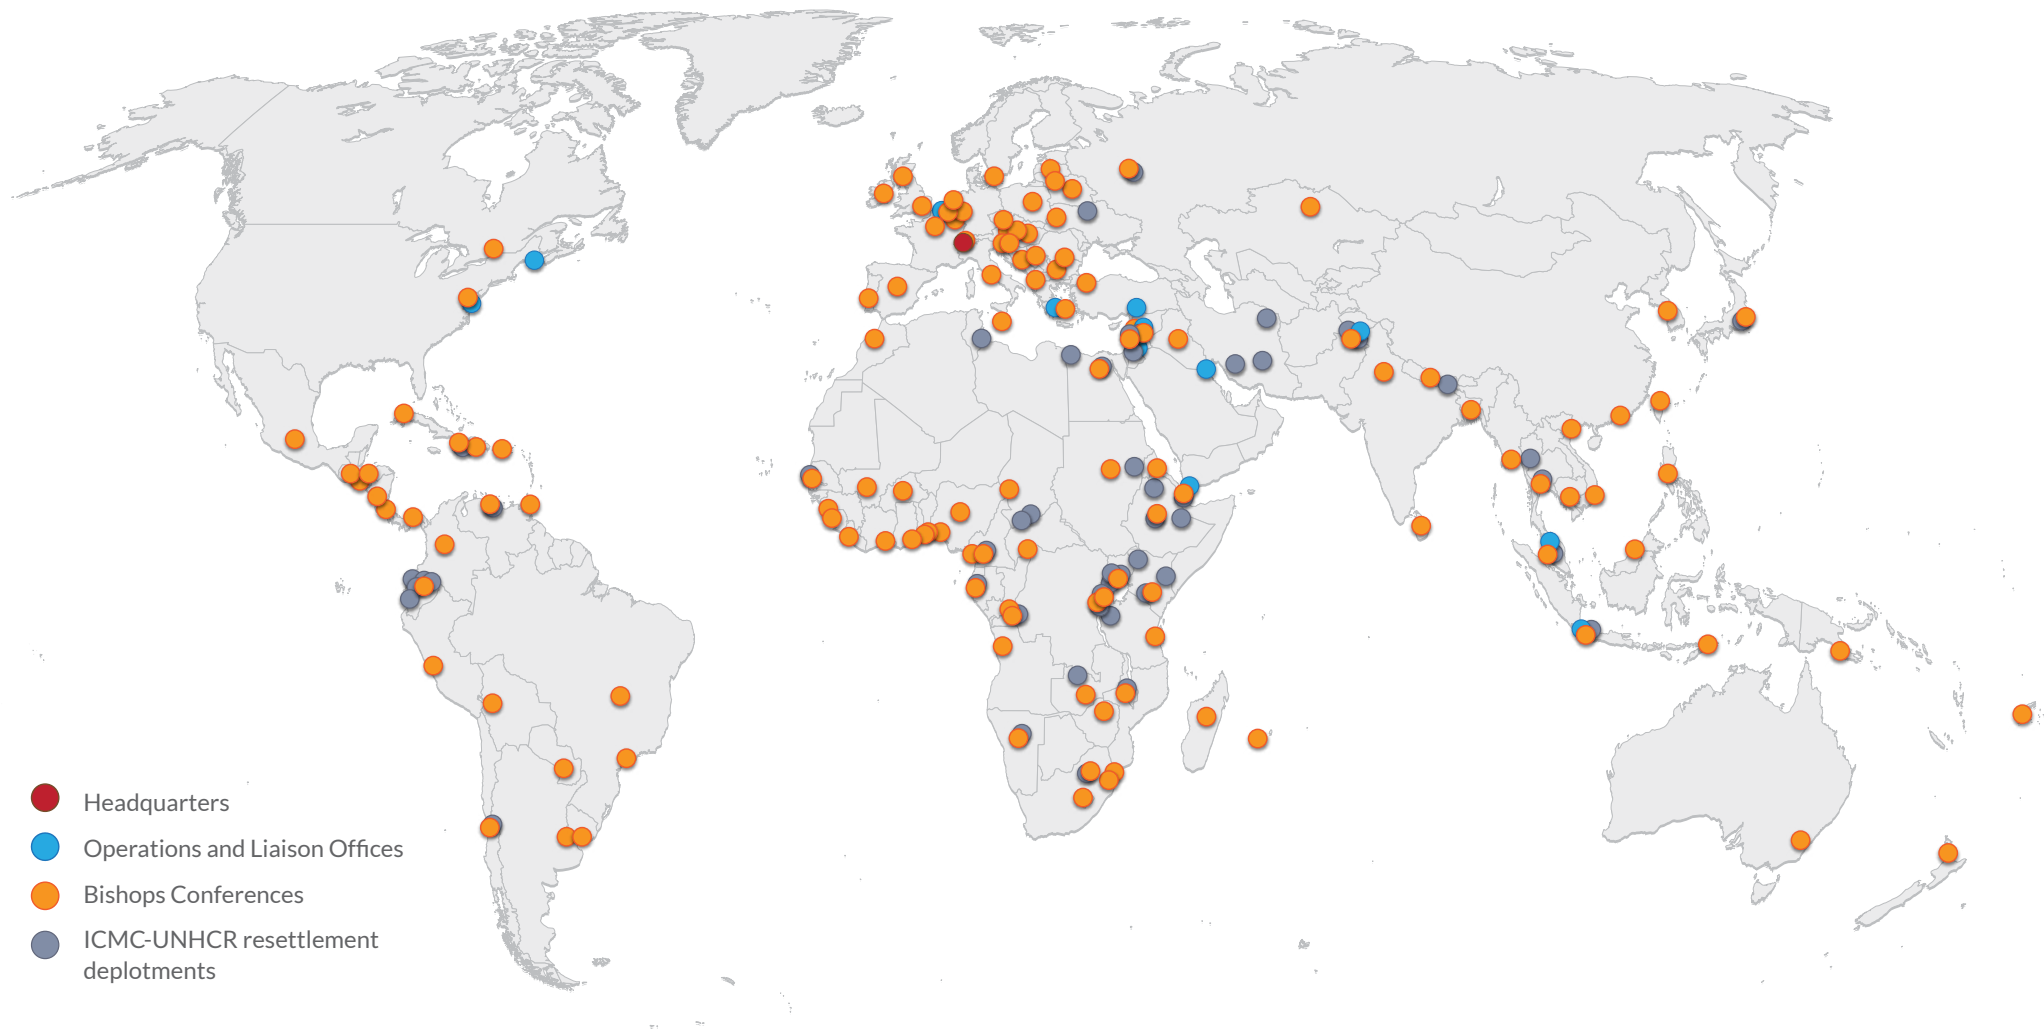 Headquarters
Operations and Liaison Offices
Bishops Conferences
ICMC-UNHCR resettlement
deplotments